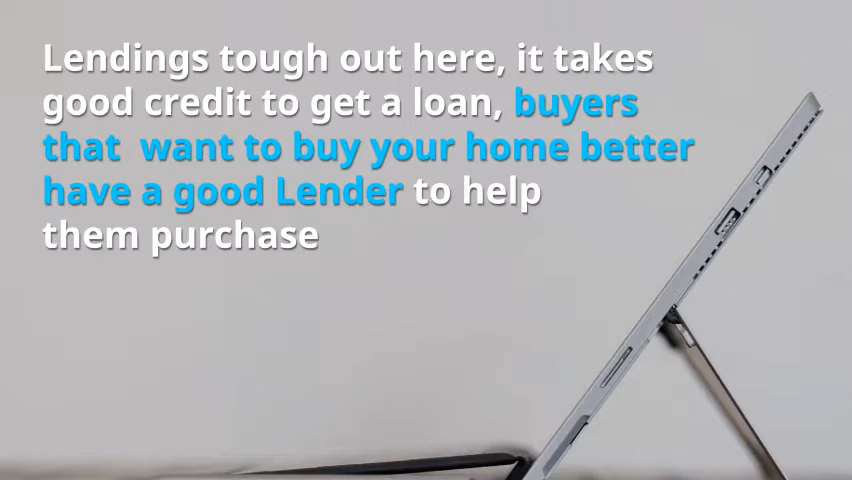 Lendings tough out here, it takes
good credit to get a loan, buyers
that  want to buy your home better
have a good Lender to help
them purchase